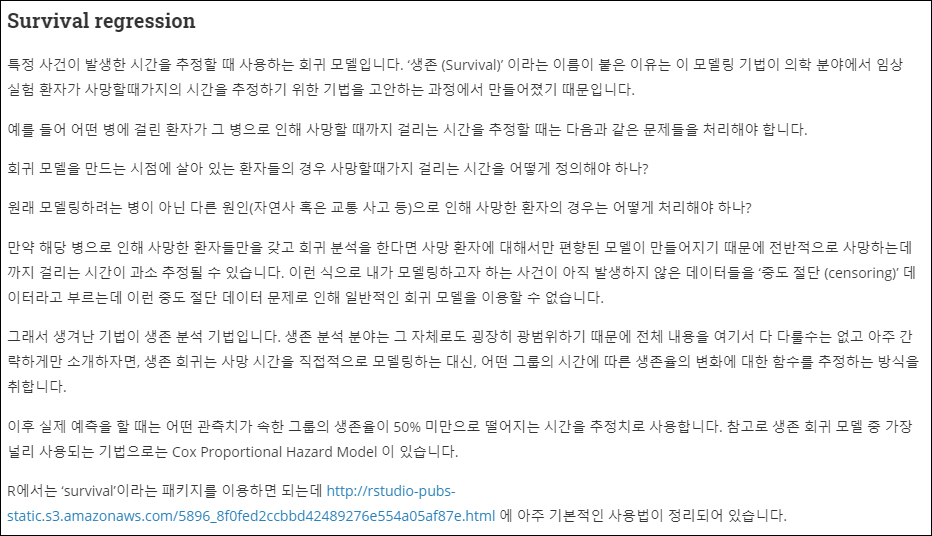 Survival regression
특정 사건이 발생한 시간을 추정할 때 사용하는 회귀 모델입니다. ‘생존 (Survival)’ 이라는 이름이 붙은 이유는 이 모델링 기법이 의학 분야에서 임상
실험 환자가 사망할때가지의 시간을 추정하기 위한 기법을 고안하는 과정에서 만들어졌기 때문입니다.
예를 들어 어떤 병에 걸린 환자가 그 병으로 인해 사망할 때까지 걸리는 시간을 추정할 때는 다음과 같은 문제들을 처리해야 합니다.
회귀 모델을 만드는 시점에 살아 있는 환자들의 경우 사망할때가지 걸리는 시간을 어떻게 정의해야 하나?
원래 모델링하려는 병이 아닌 다른 원인(자연사 혹은 교통 사고 등)으로 인해 사망한 환자의 경우는 어떻게 처리해야 하나?
만약 해당 병으로 인해 사망한 환자들만을 갖고 회귀 분석을 한다면 사망 환자에 대해서만 편향된 모델이 만들어지기 때문에 전반적으로 사망하는데
까지 걸리는 시간이 과소 추정될 수 있습니다. 이런 식으로 내가 모델링하고자 하는 사건이 아직 발생하지 않은 데이터들을 ‘중도 절단 (censoring)’ 데
이터라고 부르는데 이런 중도 절단 데이터 문제로 인해 일반적인 회귀 모델을 이용할 수 없습니다.
그래서 생겨난 기법이 생존 분석 기법입니다. 생존 분석 분야는 그 자체로도 굉장히 광범위하기 때문에 전체 내용을 여기서 다 다룰수는 없고 아주 간
략하게만 소개하자면, 생존 회귀는 사망 시간을 직접적으로 모델링하는 대신, 어떤 그룹의 시간에 따른 생존율의 변화에 대한 함수를 추정하는 방식을
취합니다.
이후 실제 예측을 할 때는 어떤 관측치가 속한 그룹의 생존율이 50% 미만으로 떨어지는 시간을 추정치로 사용합니다. 참고로 생존 회귀 모델 중 가장
널리 사용되는 기법으로는 Cox Proportional Hazard Model 이 있습니다.
R에서는 ‘survival’이라는 패키지를 이용하면 되는데 http://rstudio-pubs-
static.s3.amazonaws.com/5896_8f0fed2ccbbd42489276e554a05af87e.html 에 아주 기본적인 사용법이 정리되어 있습니다.